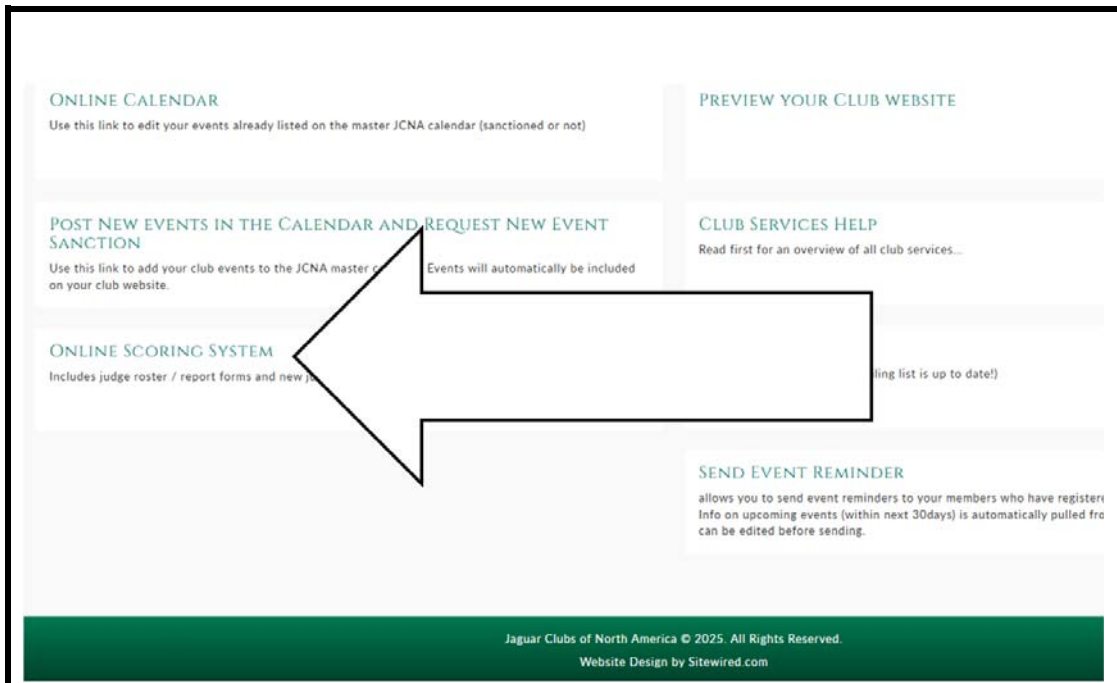 ONLINE CALENDAR
Use this link to edit your events already listed on the master JCNA calendar (sanctioned or not)
PREVIEW YOUR CLUB WEBSITE
POST NEW EVENTS IN THE CALENDAR AND REQUEST NEW EVENT
SANCTION
Use this link to add your club events to the JCNA master Events will automatically be included
on your club website.
CLUB SERVICES HELP
Read first for an overview of all club services...
ONLINE SCORING SYSTEM
Includes judge roster / report forms and new
list is up to date!)
SEND EVENT REMINDER
allows you to send event reminders to your members who have
Info on upcoming events (within next 30days) is automatically pulled
can be edited before sending.
Jaguar Clubs of North America © 2025. All Rights Reserved.
Website Design by Sitewired.com